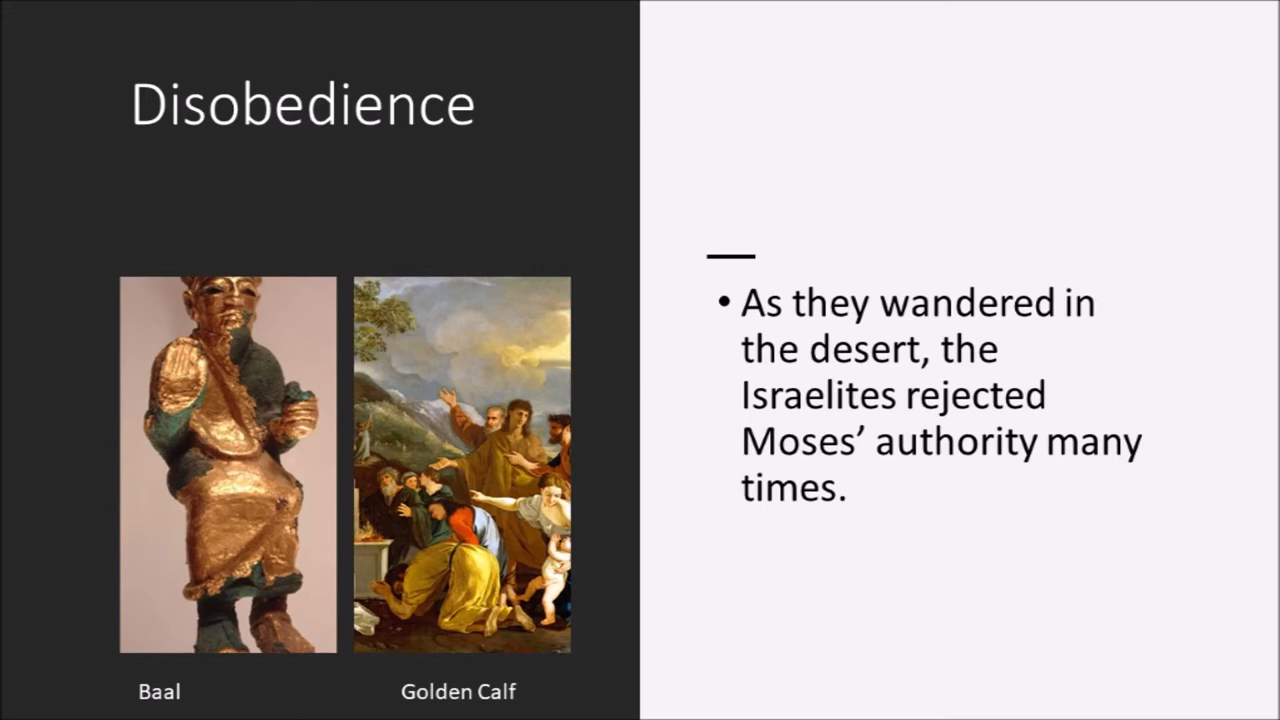 Disobedience
• As they wandered in
the desert, the
Israelites rejected
Moses’ authority many
times.
Baal
Golden Calf